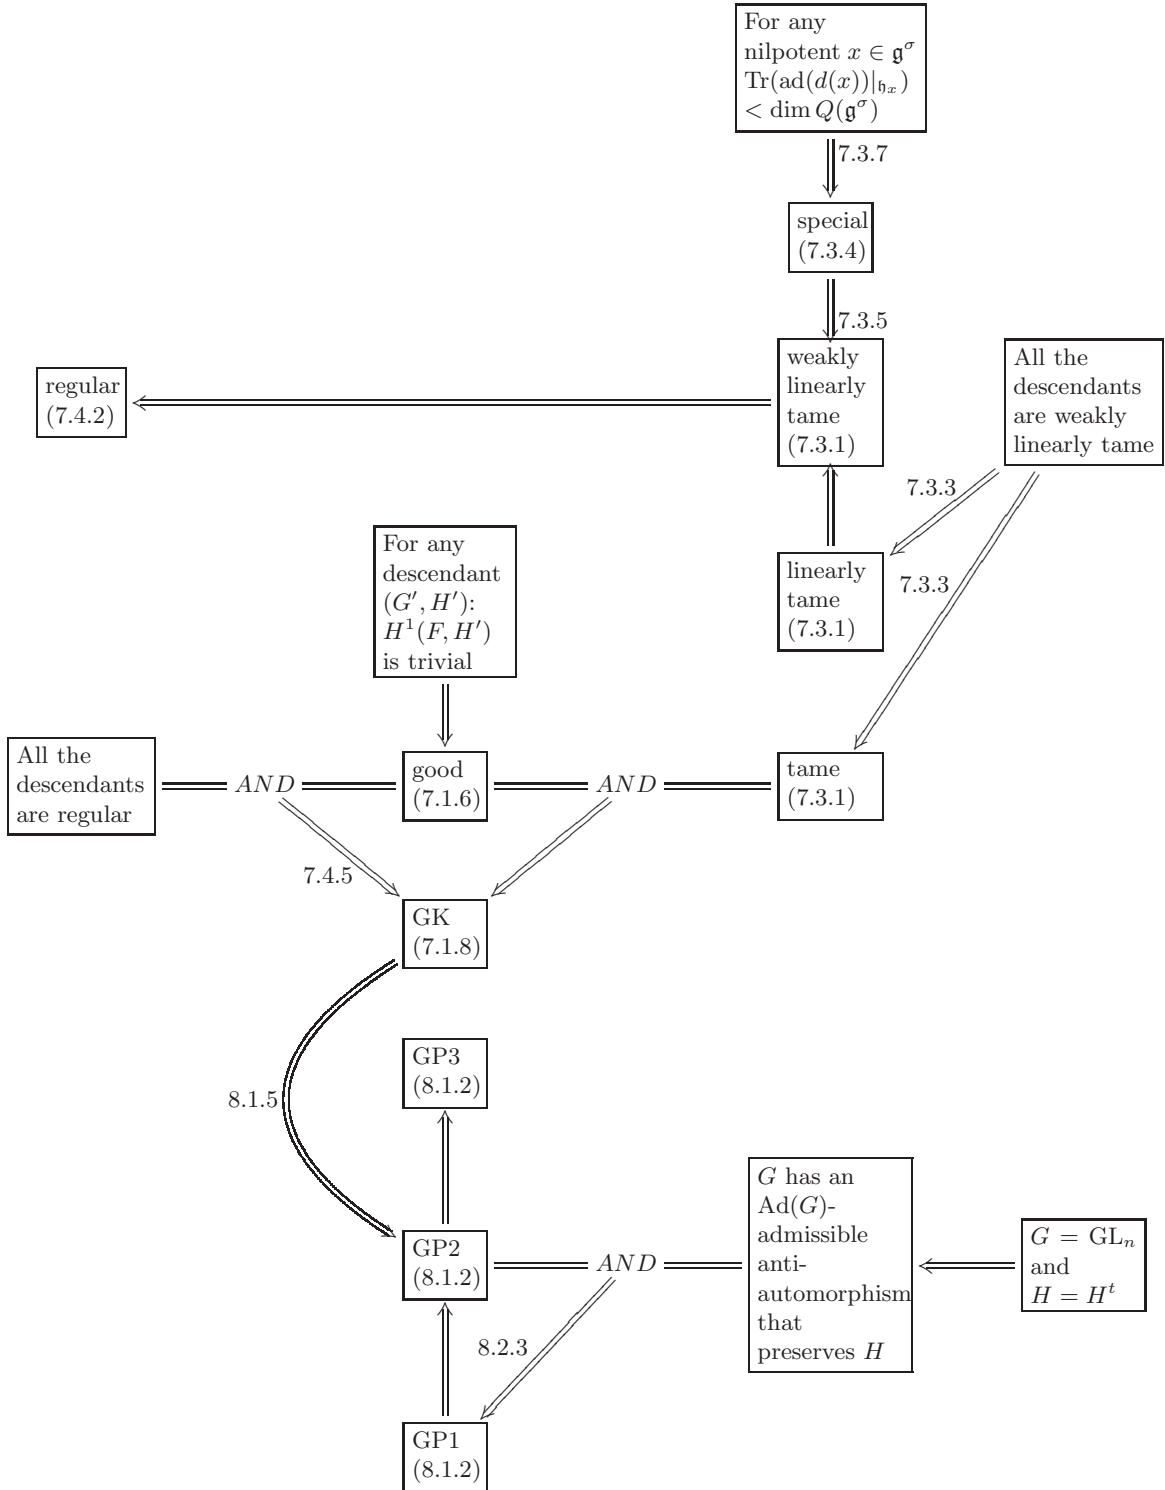 For any
nilpotent x ∈ 𝔤^σ
Tr(ad(d(x))|_{𝔥_x})
< dim Q(𝔤^σ)
7.3.7
special
(7.3.4)
7.3.5
weakly
linearly
tame
(7.3.1)
All the
descendants
are weakly
linearly tame
regular
(7.4.2)
7.3.3
For any
descendant
(G′, H′):
H^1(F, H′)
is trivial
linearly
tame
(7.3.1)
7.3.3
All the
descendants
are regular
AND
good
(7.1.6)
AND
tame
(7.3.1)
7.4.5
GK
(7.1.8)
8.1.5
GP3
(8.1.2)
GP2
(8.1.2)
AND
G has an
Ad(G)-
admissible
anti-
automorphism
that
preserves H
G = GL_n
and
H = H^t
8.2.3
GP1
(8.1.2)